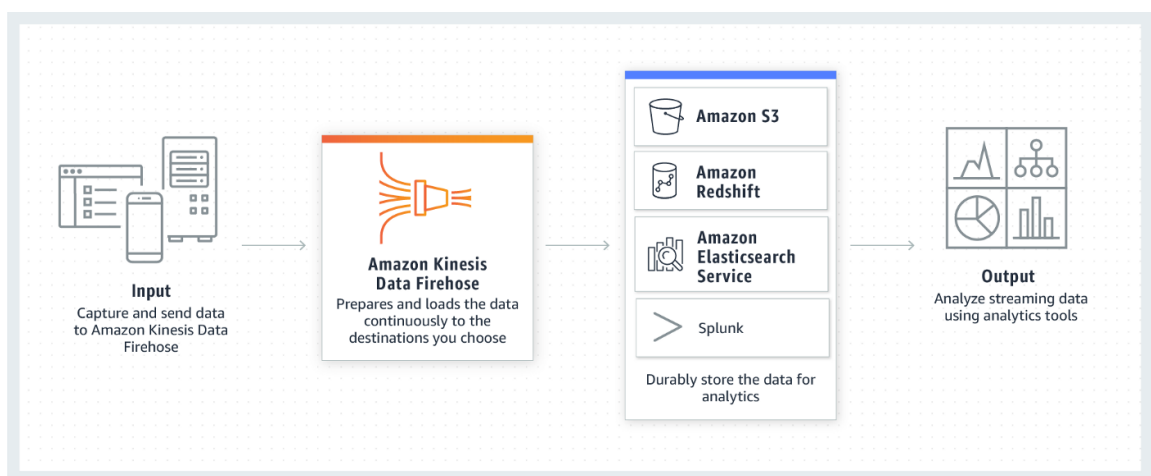 Input
Capture and send data
to Amazon Kinesis Data
Firehose
Amazon Kinesis
Data Firehose
Prepares and loads the data
continuously to the
destinations you choose
Amazon S3
Amazon
Redshift
Amazon
Elasticsearch
Service
Splunk
Durably store the data for
analytics
Output
Analyze streaming data
using analytics tools